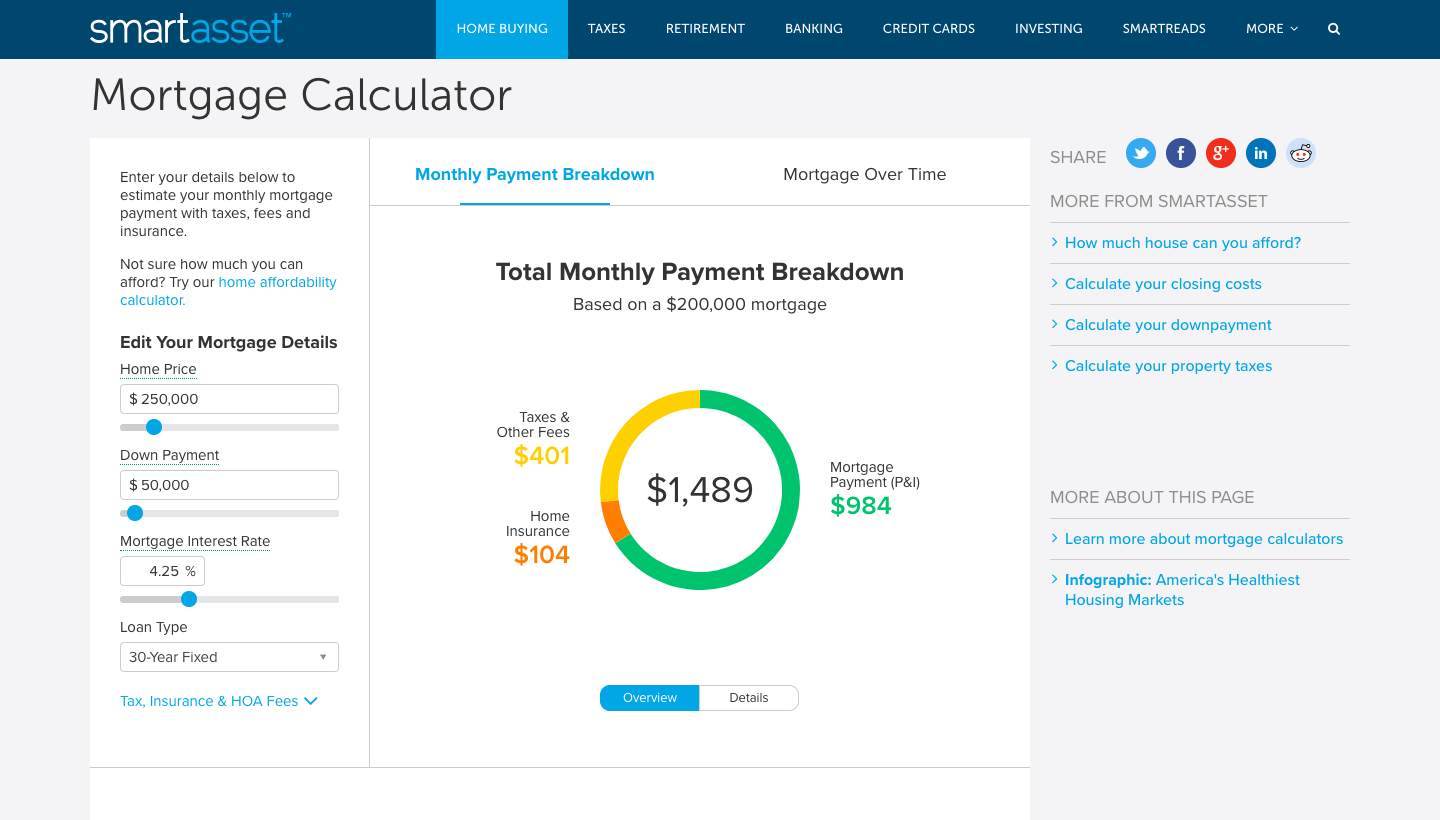 smartasset™
HOME BUYING
TAXES
RETIREMENT
BANKING
CREDIT CARDS
INVESTING
SMARTREADS
MORE
Mortgage Calculator
Enter your details below to
estimate your monthly mortgage
payment with taxes, fees and
insurance.
Not sure how much you can
afford? Try our home affordability
calculator.
Edit Your Mortgage Details
Home Price
$ 250,000
Down Payment
$ 50,000
Mortgage Interest Rate
4.25 %
Loan Type
30-Year Fixed
Tax, Insurance & HOA Fees
Monthly Payment Breakdown
Mortgage Over Time
Total Monthly Payment Breakdown
Based on a $200,000 mortgage
Taxes &
Other Fees
$401
Home
Insurance
$104
$1,489
Mortgage
Payment (P&I)
$984
Overview
Details
SHARE
f
g+
in
MORE FROM SMARTASSET
How much house can you afford?
Calculate your closing costs
Calculate your downpayment
Calculate your property taxes
MORE ABOUT THIS PAGE
Learn more about mortgage calculators
Infographic: America's Healthiest
Housing Markets